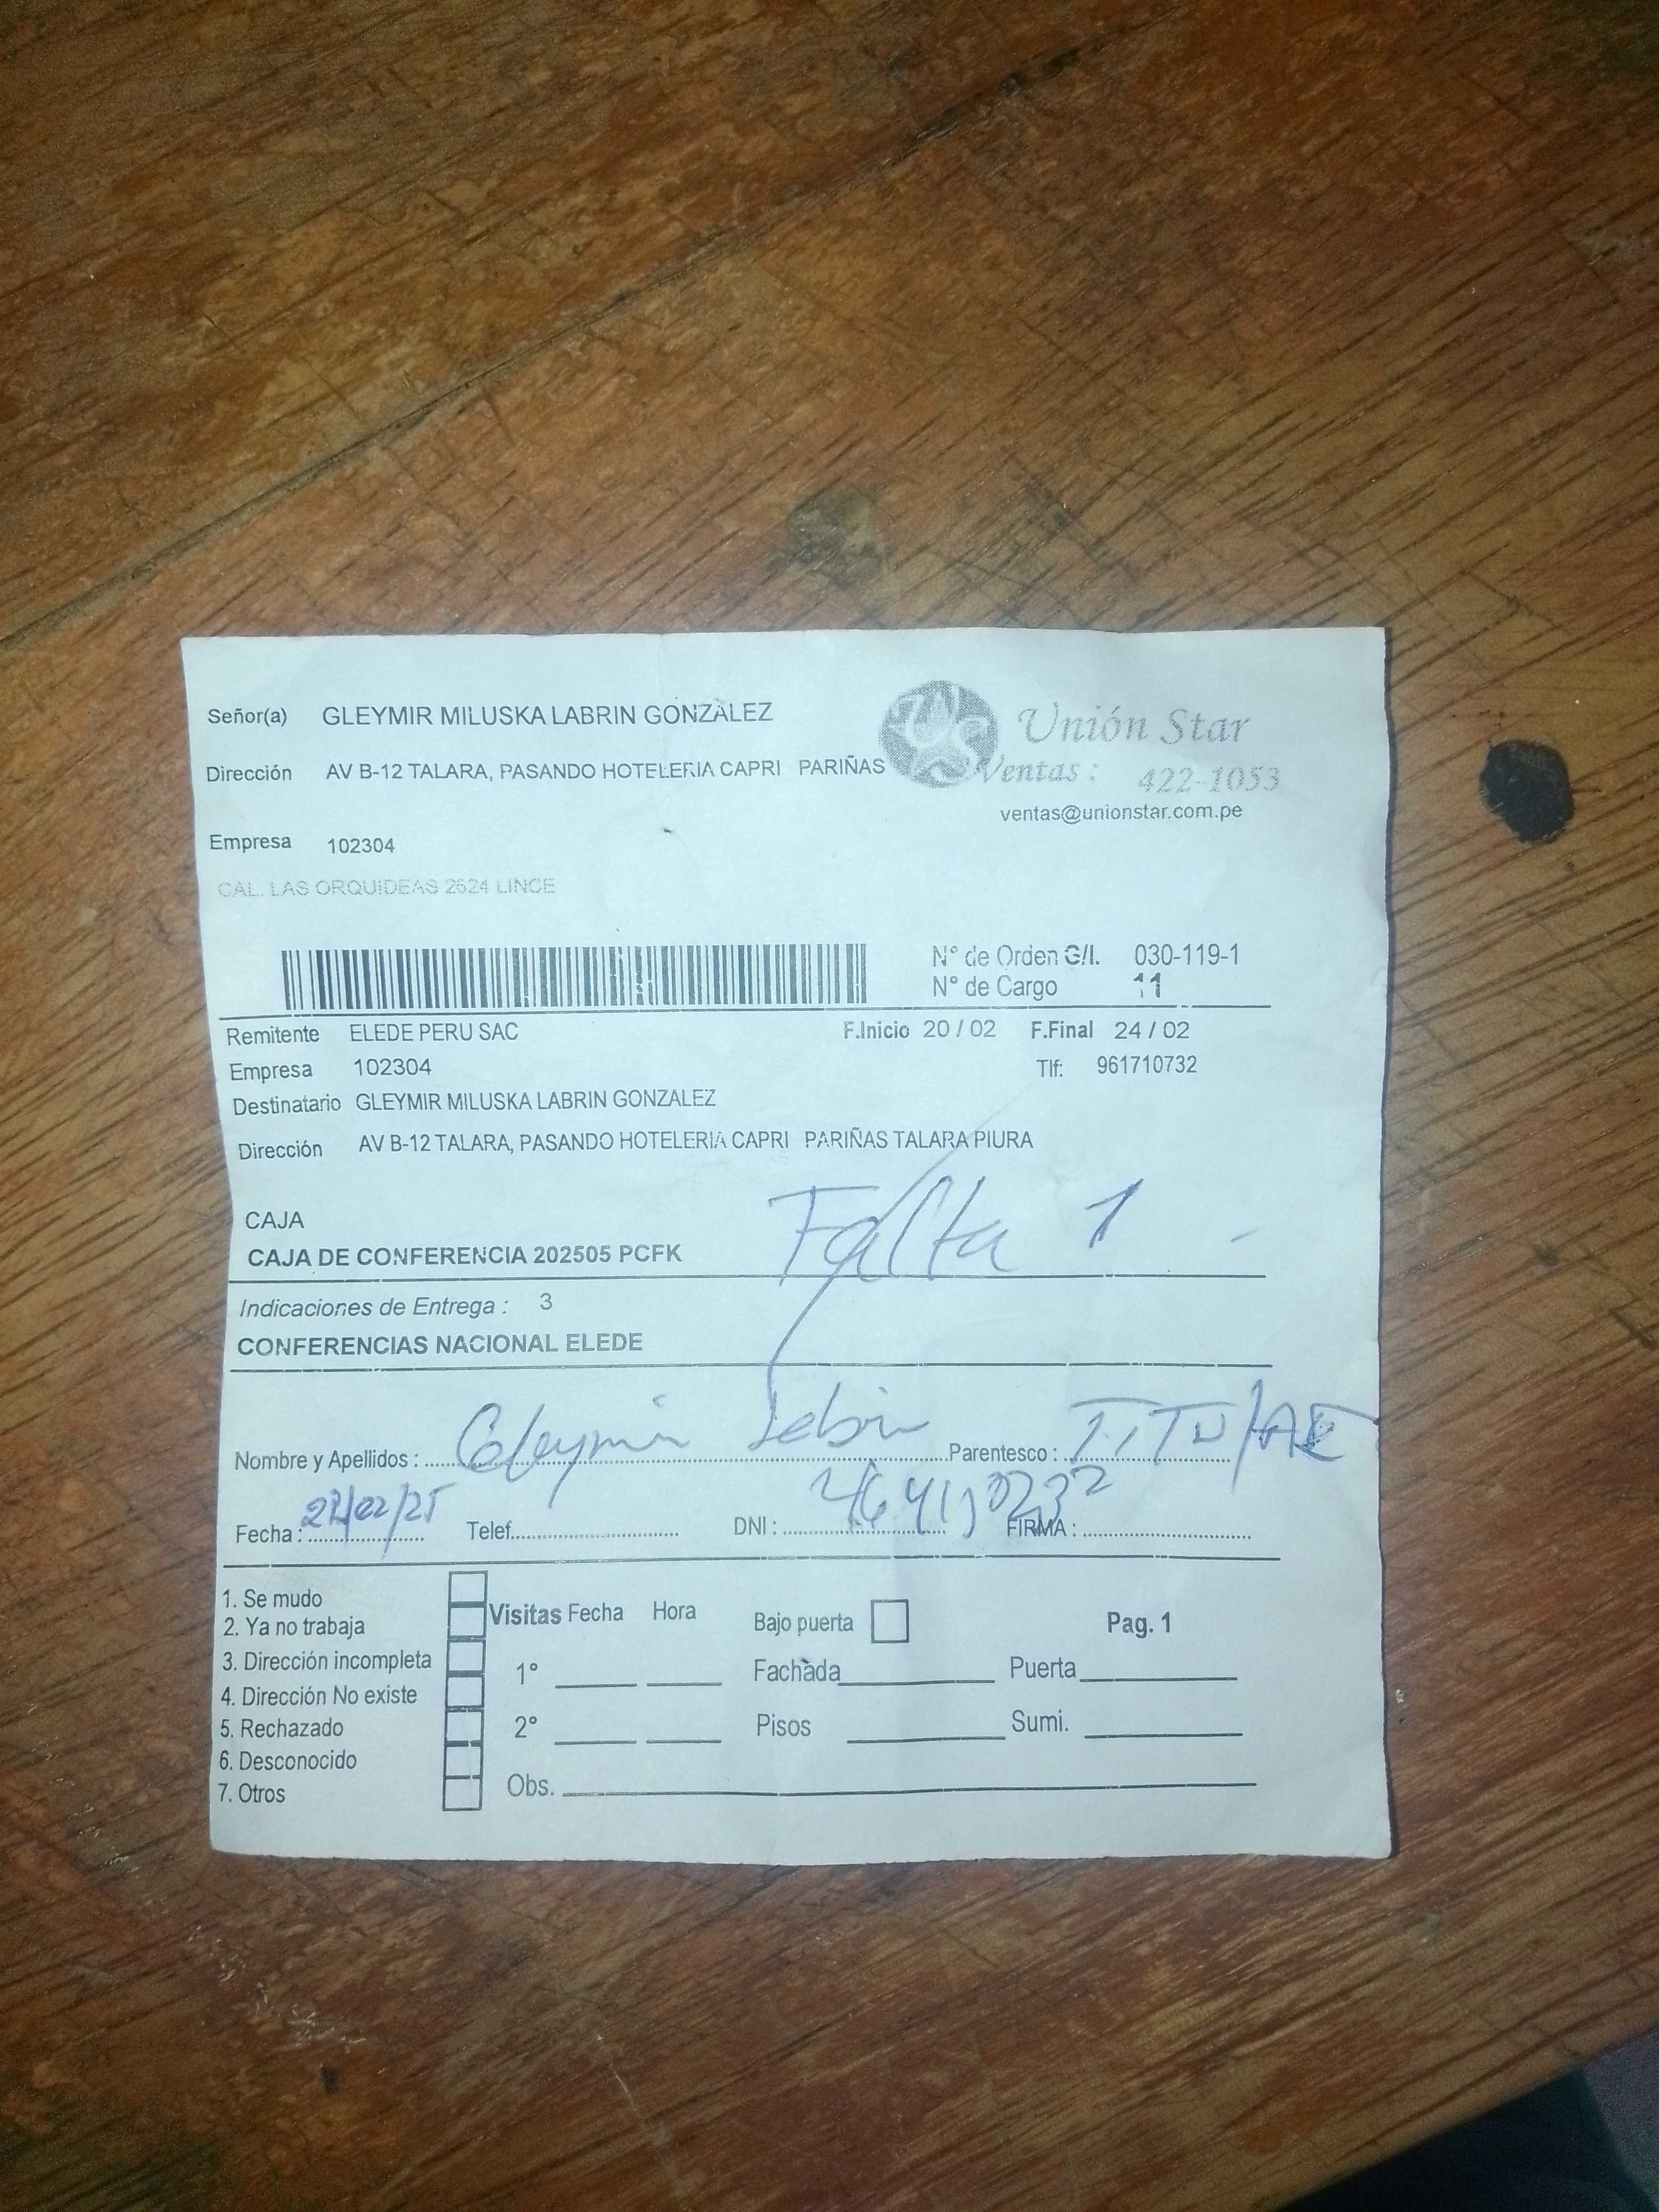 Señor(a) GLEYMIR MILUSKA LABRIN GONZALEZ
Unión Star
Dirección AV B-12 TALARA, PASANDO HOTELERIA CAPRI PARIÑAS
Ventas : 422-1053
ventas@unionstar.com.pe
Empresa 102304
CAL. LAS ORQUIDEAS 2624 LINCE
N° de Orden G/I. 030-119-1
N° de Cargo 11
Remitente ELEDE PERU SAC F.Inicio 20 / 02 F.Final 24 / 02
Empresa 102304 Tlf: 961710732
Destinatario GLEYMIR MILUSKA LABRIN GONZALEZ
Dirección AV B-12 TALARA, PASANDO HOTELERIA CAPRI PARIÑAS TALARA PIURA
CAJA
Falta 1
CAJA DE CONFERENCIA 202505 PCFK
Indicaciones de Entrega : 3
CONFERENCIAS NACIONAL ELEDE
Nombre y Apellidos : Gleymir Parentesco :
Fecha : Telef. DNI : FIRMA :
1. Se mudo
2. Ya no trabaja
3. Dirección incompleta
4. Dirección No existe
5. Rechazado
6. Desconocido
7. Otros
Visitas Fecha Hora Bajo puerta Pag. 1
1° Fachada Puerta
2° Pisos Sumi.
Obs.